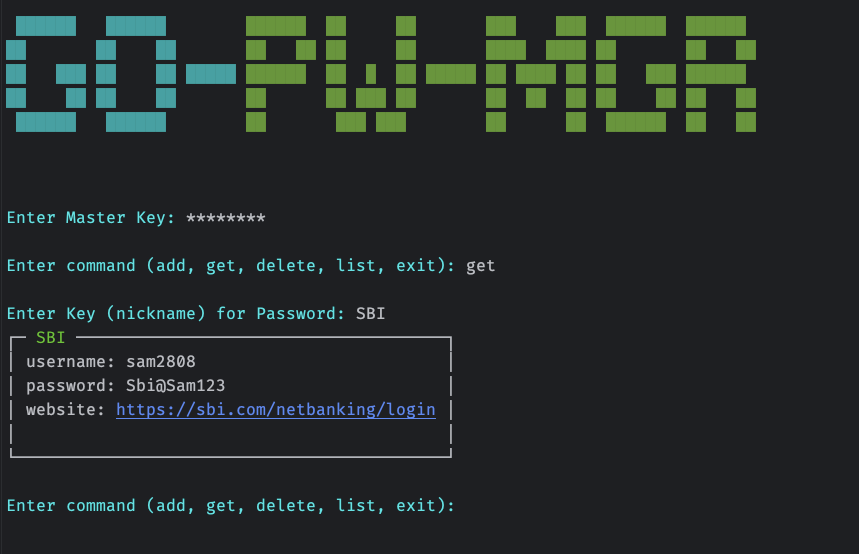 GO-PW-MGR
Enter Master Key: ********
Enter command (add, get, delete, list, exit): get
Enter Key (nickname) for Password: SBI
SBI
username: sam2808
password: Sbi@Sam123
website: https://sbi.com/netbanking/login
Enter command (add, get, delete, list, exit):